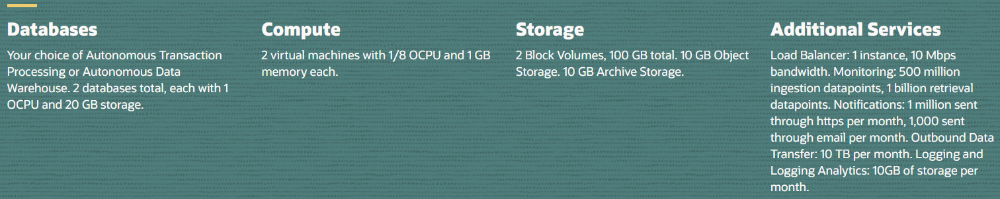 Databases
Your choice of Autonomous Transaction
Processing or Autonomous Data
Warehouse. 2 databases total, each with 1
OCPU and 20 GB storage.
Compute
2 virtual machines with 1/8 OCPU and 1 GB
memory each.
Storage
2 Block Volumes, 100 GB total. 10 GB Object
Storage. 10 GB Archive Storage.
Additional Services
Load Balancer: 1 instance, 10 Mbps
bandwidth. Monitoring: 500 million
ingestion datapoints, 1 billion retrieval
datapoints. Notifications: 1 million sent
through https per month, 1,000 sent
through email per month. Outbound Data
Transfer: 10 TB per month. Logging and
Logging Analytics: 10GB of storage per
month.